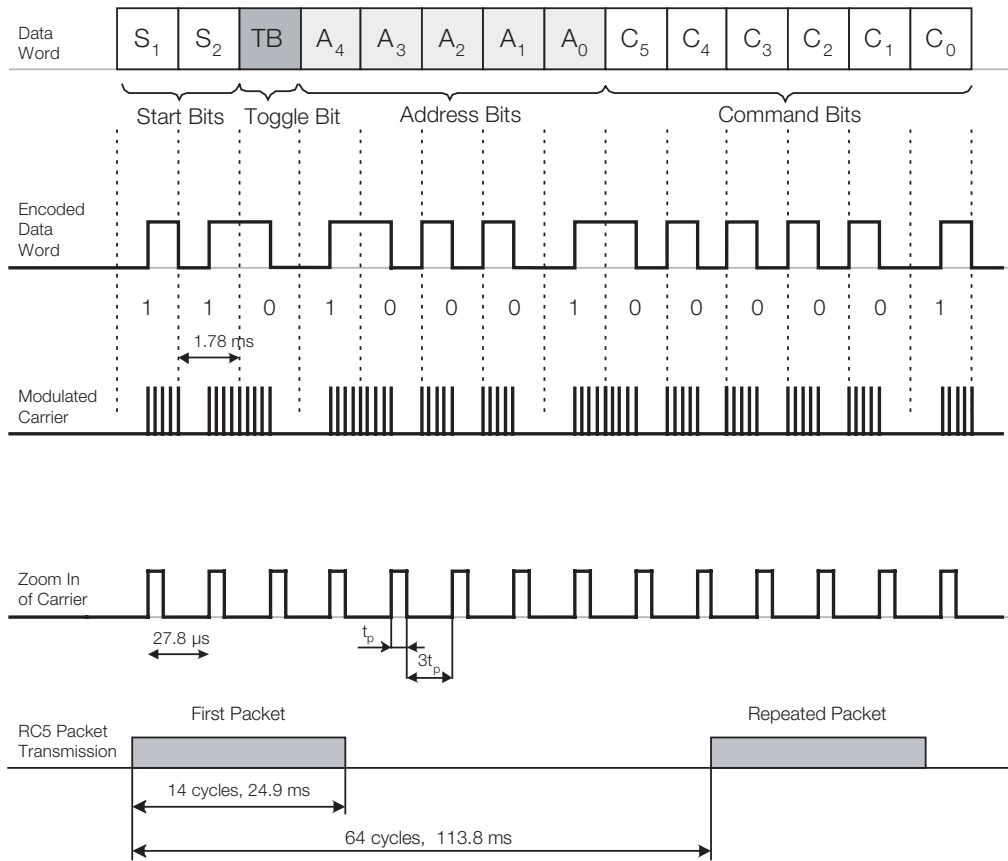 Data
Word
S1 S2 TB A4 A3 A2 A1 A0 C5 C4 C3 C2 C1 C0
Start Bits Toggle Bit Address Bits Command Bits
Encoded
Data
Word
1 1 0 1 0 0 0 1 0 0 0 0 0 1
1.78 ms
Modulated
Carrier
Zoom In
of Carrier
27.8 µs
tp
3tp
First Packet Repeated Packet
RC5 Packet
Transmission
14 cycles, 24.9 ms
64 cycles, 113.8 ms